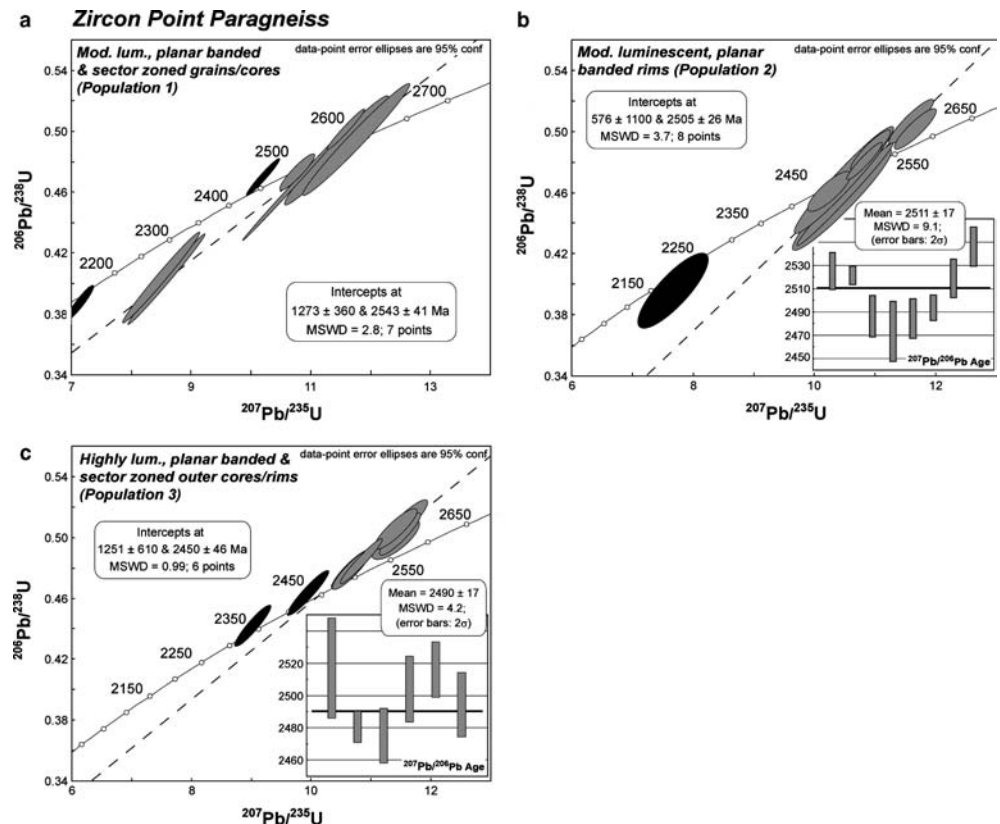 Zircon Point Paragneiss
a
Mod. lum., planar banded
& sector zoned grains/cores
(Population 1)
data-point error ellipses are 95% conf
0.54
0.50
0.46
0.42
0.38
0.34
206Pb/238U
2200
2300
2400
2500
2600
2700
Intercepts at
1273 ± 360 & 2543 ± 41 Ma
MSWD = 2.8; 7 points
7
9
11
13
207Pb/235U
b
Mod. luminescent, planar
banded rims (Population 2)
data-point error ellipses are 95% conf
0.54
0.50
0.46
0.42
0.38
0.34
206Pb/238U
Intercepts at
576 ± 1100 & 2505 ± 26 Ma
MSWD = 3.7; 8 points
2150
2250
2350
2450
2550
2650
Mean = 2511 ± 17
MSWD = 9.1;
(error bars: 2σ)
2530
2510
2490
2470
2450
207Pb/206Pb Age
6
8
10
12
207Pb/235U
c
Highly lum., planar banded &
sector zoned outer cores/rims
(Population 3)
data-point error ellipses are 95% conf
0.54
0.50
0.46
0.42
0.38
0.34
206Pb/238U
Intercepts at
1251 ± 610 & 2450 ± 46 Ma
MSWD = 0.99; 6 points
2150
2250
2350
2450
2550
2650
Mean = 2490 ± 17
MSWD = 4.2;
(error bars: 2σ)
2520
2500
2480
2460
207Pb/206Pb Age
6
8
10
12
207Pb/235U